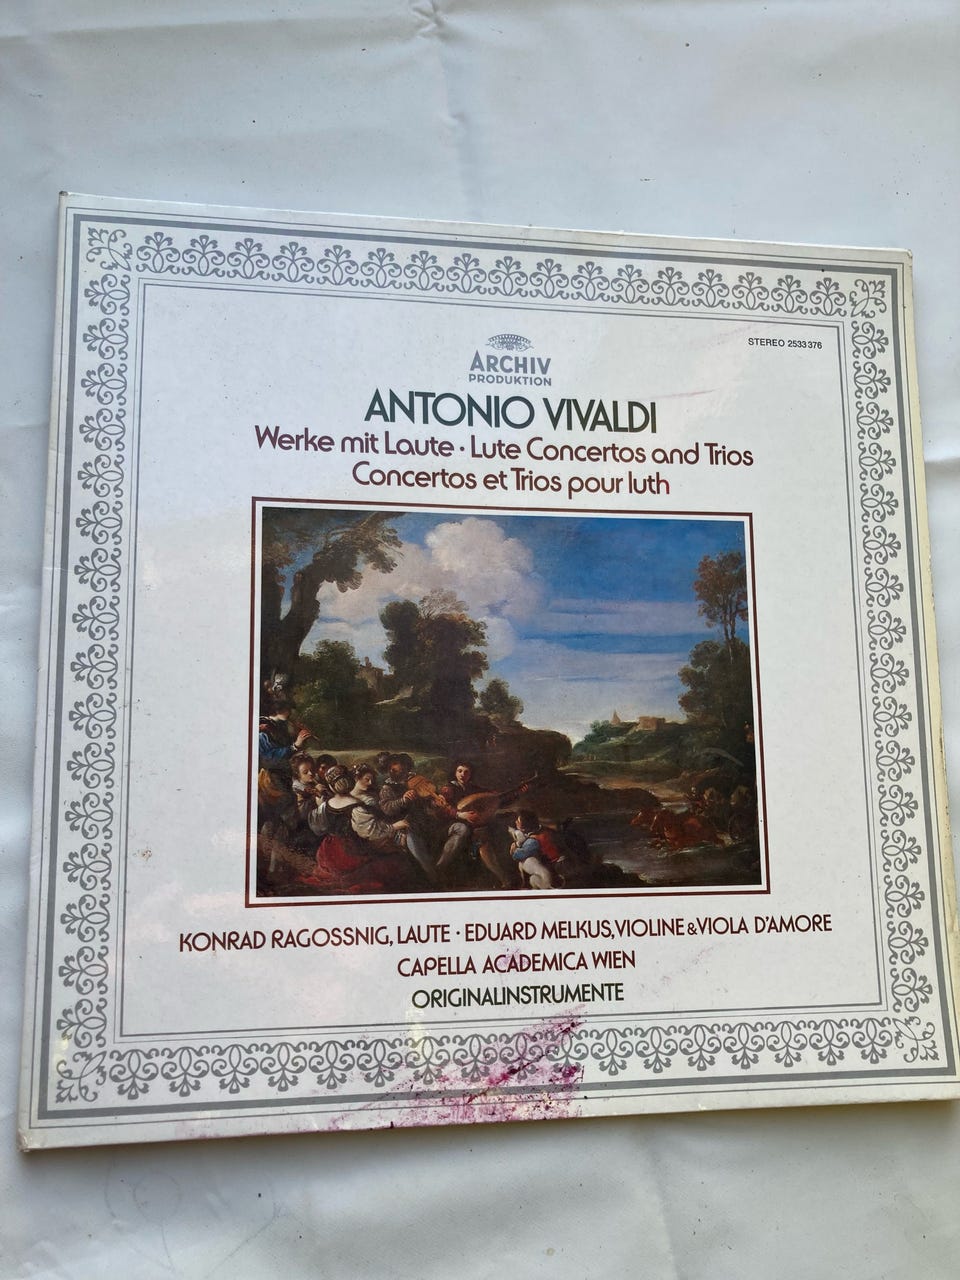 STEREO 2533 376
ARCHIV
PRODUKTION
ANTONIO VIVALDI
Werke mit Laute · Lute Concertos and Trios
Concertos et Trios pour luth
KONRAD RAGOSSNIG, LAUTE · EDUARD MELKUS, VIOLINE & VIOLA D'AMORE
CAPELLA ACADEMICA WIEN
ORIGINALINSTRUMENTE